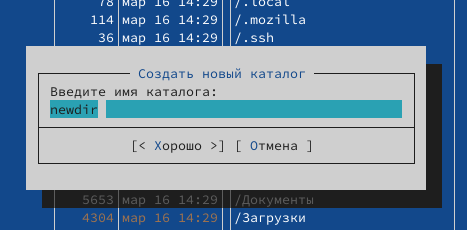 78 мар 16 14:29 /.local
114 мар 16 14:29 /.mozilla
36 мар 16 14:29 /.ssh
Создать новый каталог
Введите имя каталога:
newdir
[< Хорошо >] [ Отмена ]
5653 мар 16 14:29 /Документы
4304 мар 16 14:29 /Загрузки